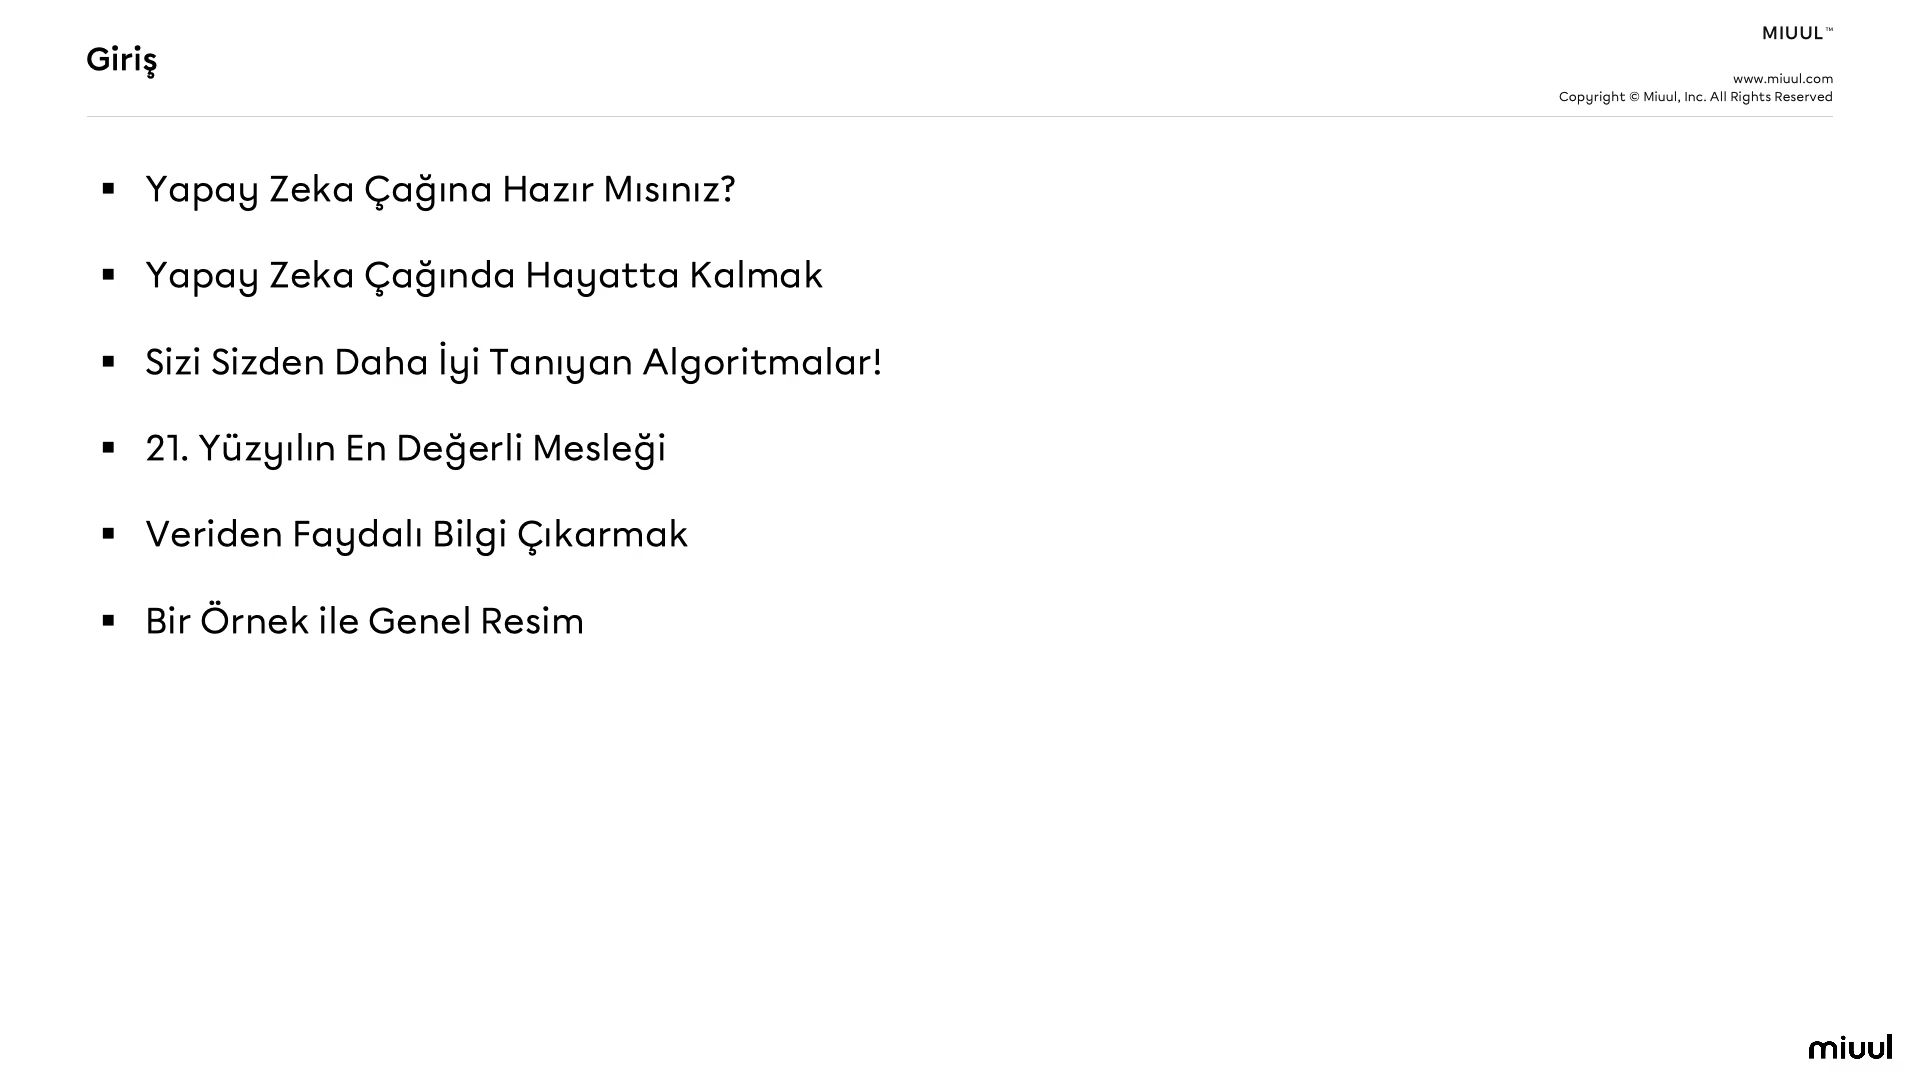 Giriş
MIUUL™
www.miuul.com
Copyright © Miuul, Inc. All Rights Reserved
▪ Yapay Zeka Çağına Hazır Mısınız?
▪ Yapay Zeka Çağında Hayatta Kalmak
▪ Sizi Sizden Daha İyi Tanıyan Algoritmalar!
▪ 21. Yüzyılın En Değerli Mesleği
▪ Veriden Faydalı Bilgi Çıkarmak
▪ Bir Örnek ile Genel Resim
miuul